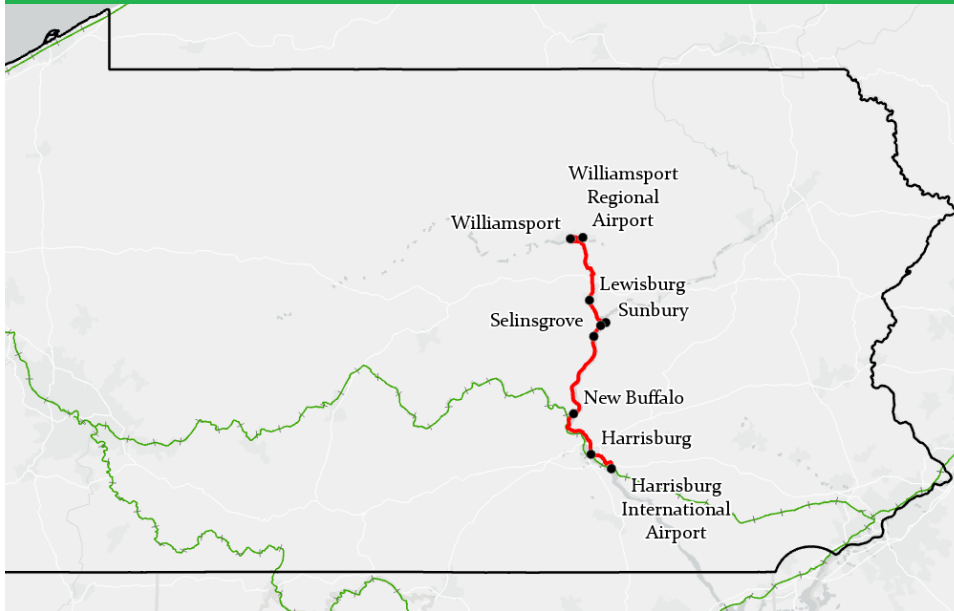 Williamsport
Regional
Airport
Williamsport
Lewisburg
Sunbury
Selinsgrove
New Buffalo
Harrisburg
Harrisburg
International
Airport